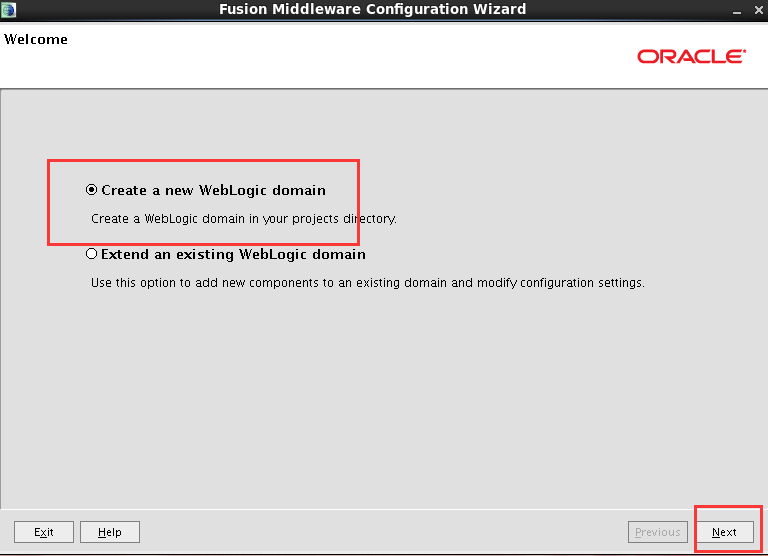 Fusion Middleware Configuration Wizard
Welcome
ORACLE
Create a new WebLogic domain
Create a WebLogic domain in your projects directory.
Extend an existing WebLogic domain
Use this option to add new components to an existing domain and modify configuration settings.
Exit Help Previous Next